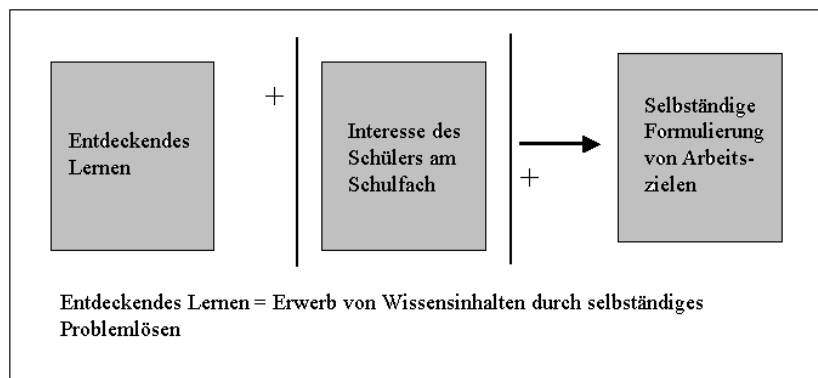 Entdeckendes
Lernen
+
Interesse des
Schülers am
Schulfach
+
Selbständige
Formulierung
von Arbeits-
zielen
Entdeckendes Lernen = Erwerb von Wissensinhalten durch selbständiges
Problemlösen